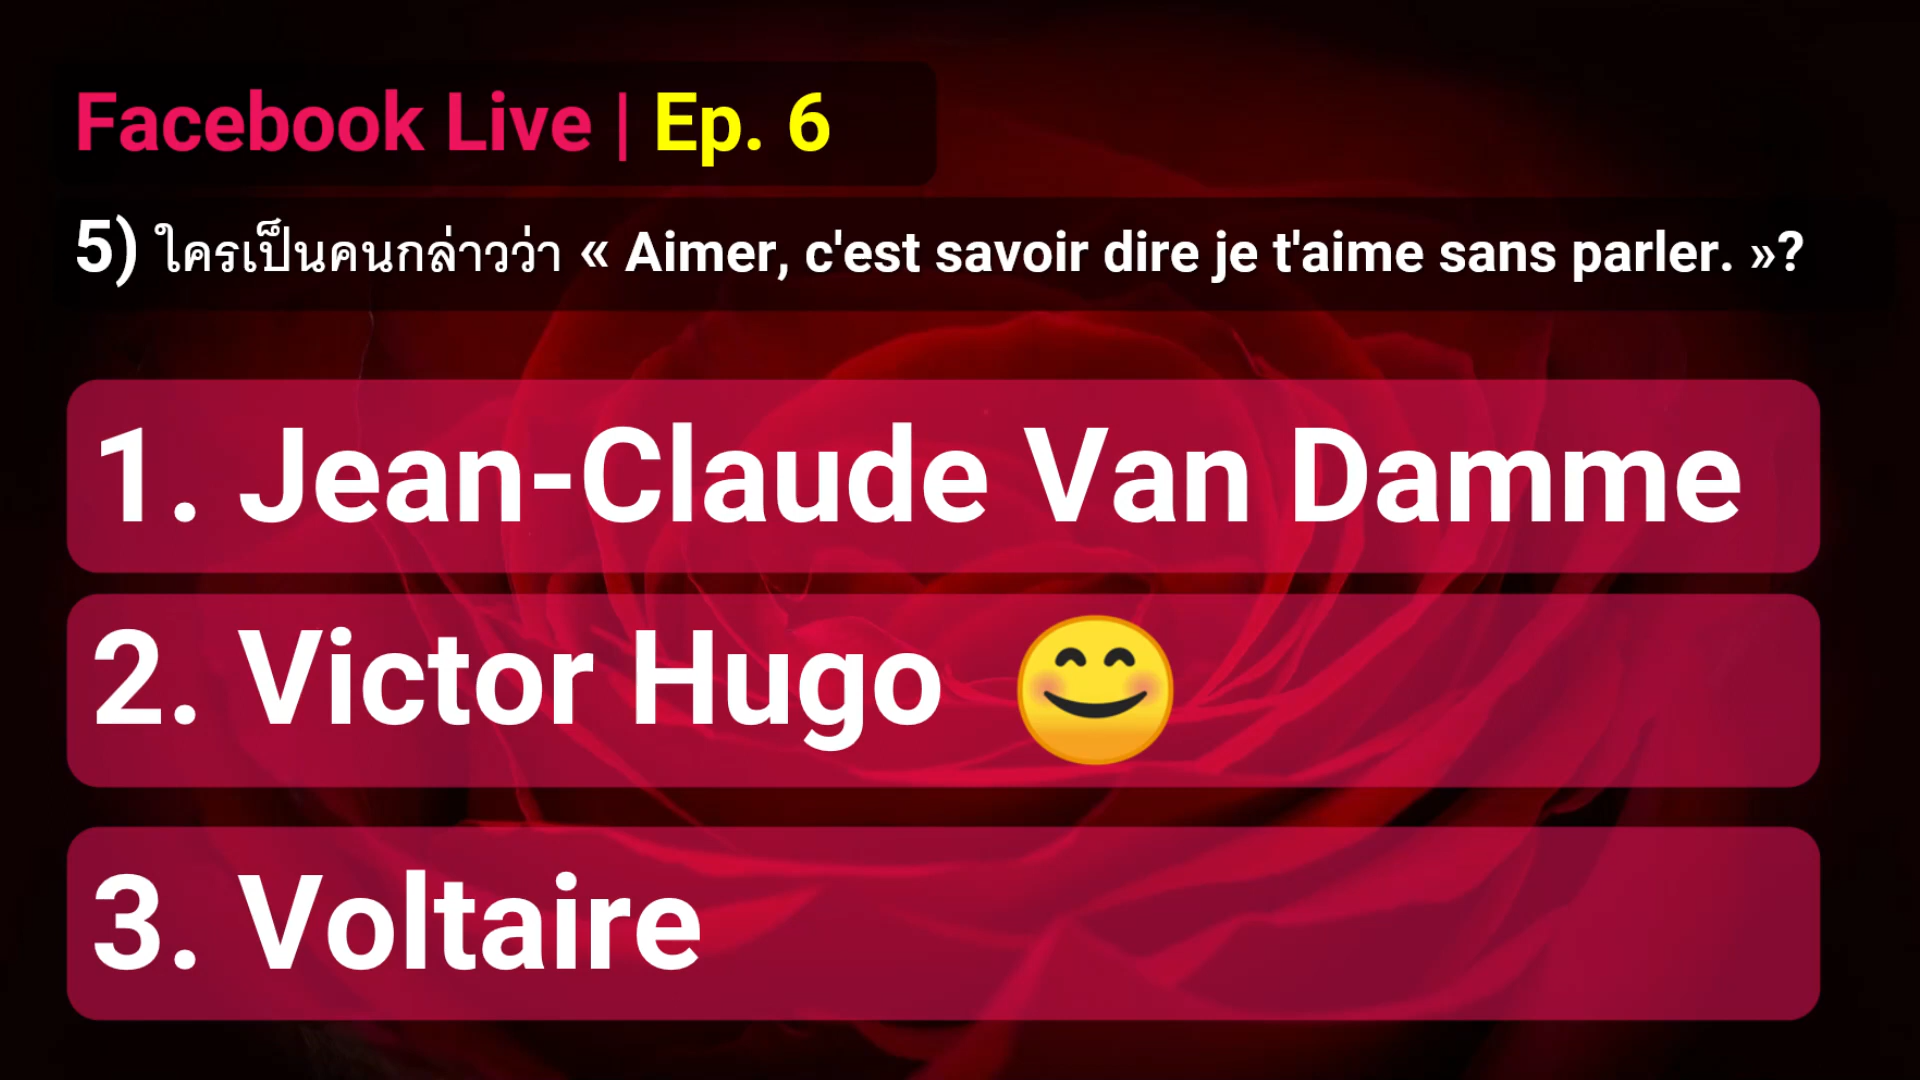 Facebook Live | Ep. 6
5) ใครเป็นคนกล่าวว่า « Aimer, c'est savoir dire je t'aime sans parler. »?
1. Jean-Claude Van Damme
2. Victor Hugo 😊
3. Voltaire